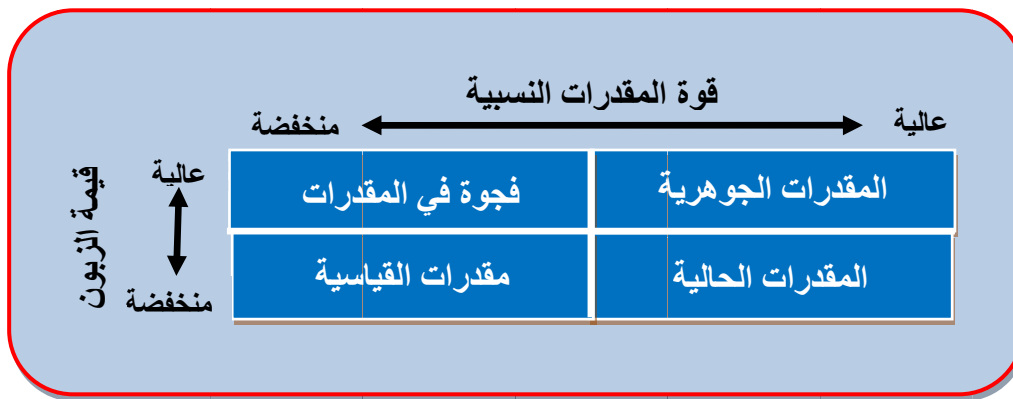 قوة المقدرات النسبية
عالية
منخفضة
قيمة الزبون
عالية
منخفضة
المقدرات الجوهرية
فجوة في المقدرات
المقدرات الحالية
مقدرات القياسية